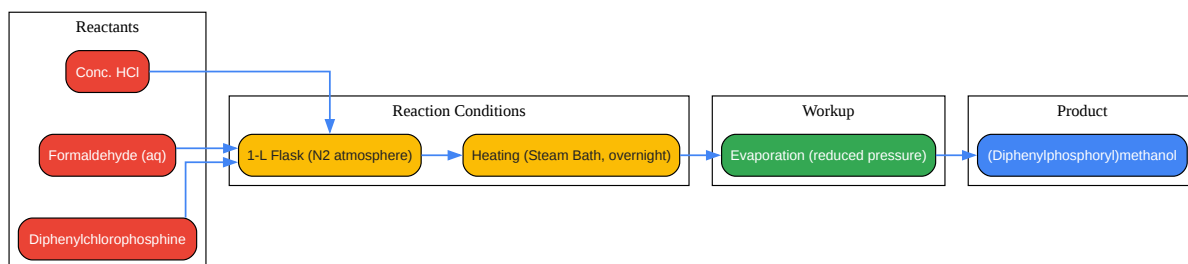 Reactants
Conc. HCl
Formaldehyde (aq)
Diphenylchlorophosphine
Reaction Conditions
1-L Flask (N2 atmosphere)
Heating (Steam Bath, overnight)
Workup
Evaporation (reduced pressure)
Product
(Diphenylphosphoryl)methanol